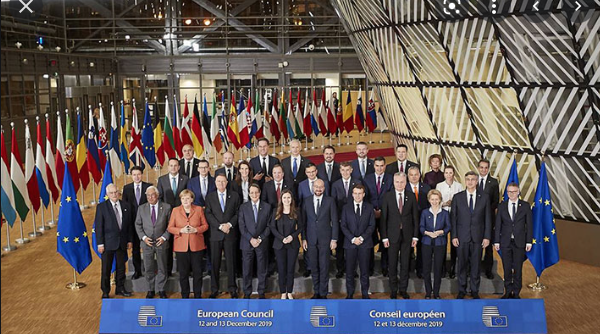 European Council
12 and 13 December 2019
Conseil européen
12 et 13 décembre 2019